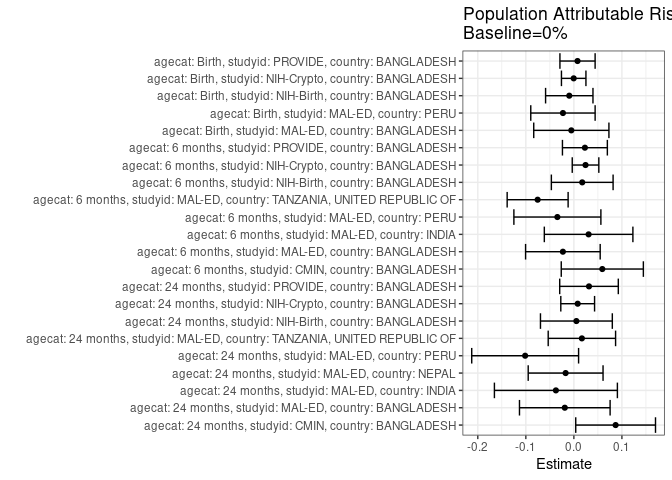 Population Attributable Ris
Baseline=0%
agecat: Birth, studyid: PROVIDE, country: BANGLADESH
agecat: Birth, studyid: NIH-Crypto, country: BANGLADESH
agecat: Birth, studyid: NIH-Birth, country: BANGLADESH
agecat: Birth, studyid: MAL-ED, country: PERU
agecat: Birth, studyid: MAL-ED, country: BANGLADESH
agecat: 6 months, studyid: PROVIDE, country: BANGLADESH
agecat: 6 months, studyid: NIH-Crypto, country: BANGLADESH
agecat: 6 months, studyid: NIH-Birth, country: BANGLADESH
agecat: 6 months, studyid: MAL-ED, country: TANZANIA, UNITED REPUBLIC OF
agecat: 6 months, studyid: MAL-ED, country: PERU
agecat: 6 months, studyid: MAL-ED, country: INDIA
agecat: 6 months, studyid: MAL-ED, country: BANGLADESH
agecat: 6 months, studyid: CMIN, country: BANGLADESH
agecat: 24 months, studyid: PROVIDE, country: BANGLADESH
agecat: 24 months, studyid: NIH-Crypto, country: BANGLADESH
agecat: 24 months, studyid: NIH-Birth, country: BANGLADESH
agecat: 24 months, studyid: MAL-ED, country: TANZANIA, UNITED REPUBLIC OF
agecat: 24 months, studyid: MAL-ED, country: PERU
agecat: 24 months, studyid: MAL-ED, country: NEPAL
agecat: 24 months, studyid: MAL-ED, country: INDIA
agecat: 24 months, studyid: MAL-ED, country: BANGLADESH
agecat: 24 months, studyid: CMIN, country: BANGLADESH
-0.2 -0.1 0.0 0.1
Estimate